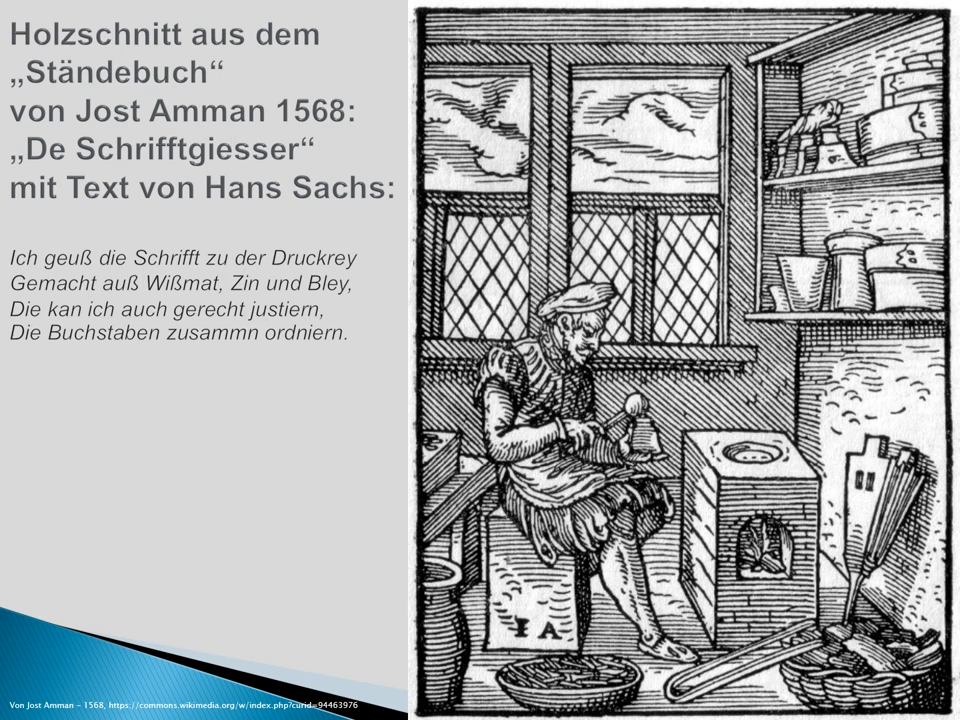 Holzschnitt aus dem
„Ständebuch“
von Jost Amman 1568:
„De Schrifftgiesser“
mit Text von Hans Sachs:
Ich geuß die Schrifft zu der Druckrey
Gemacht auß Wißmat, Zin und Bley,
Die kan ich auch gerecht justiern,
Die Buchstaben zusammn ordniern.
I A
Von Jost Amman - 1568, https://commons.wikimedia.org/w/index.php?curid=94463976